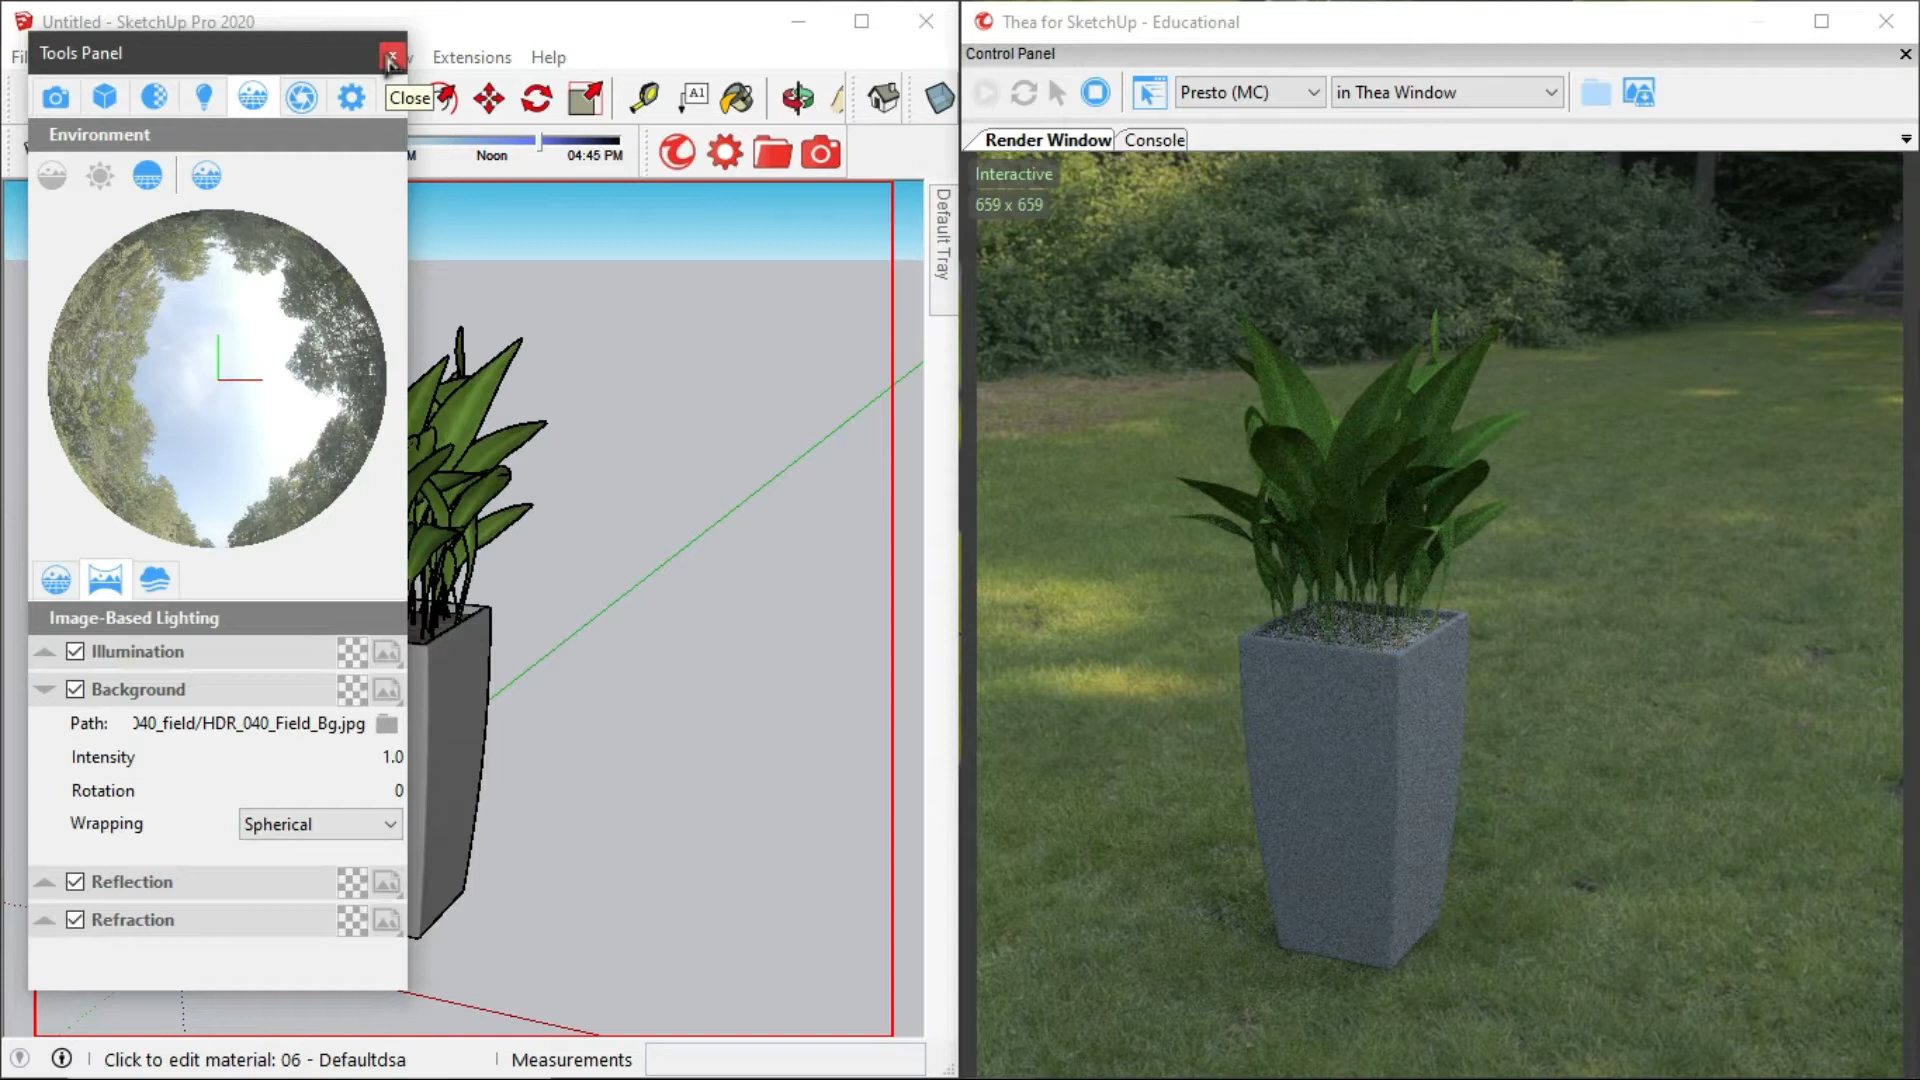 Untitled - SketchUp Pro 2020
Tools Panel
Extensions Help
Close
A1
Environment
Noon
04:45 PM
Default Tray
Image-Based Lighting
Illumination
Background
Path: 040_field/HDR_040_Field_Bg.jpg
Intensity 1.0
Rotation 0
Wrapping Spherical
Reflection
Refraction
Click to edit material: 06 - Defaultdsa
Measurements
Thea for SketchUp - Educational
Control Panel
Presto (MC) in Thea Window
Render Window Console
Interactive
659 x 659